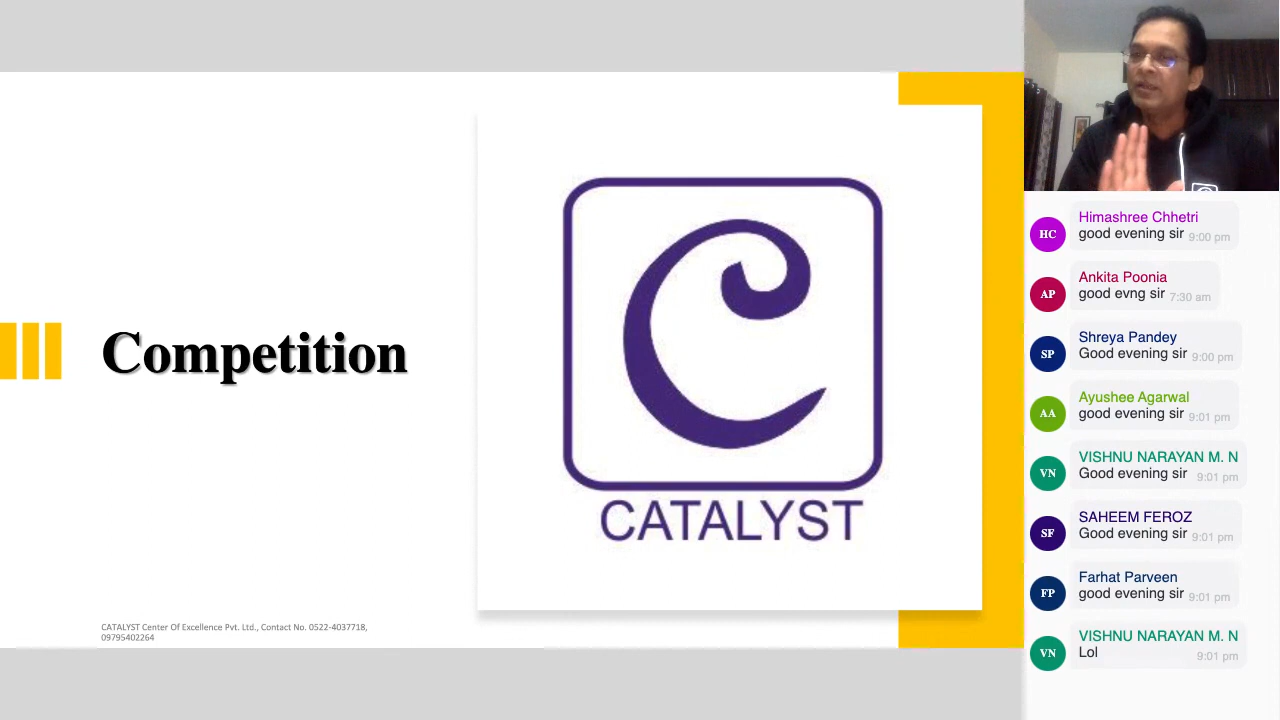 Competition
CATALYST
CATALYST Center Of Excellence Pvt. Ltd., Contact No. 0522-4037718,
09795402264
HC
Himashree Chhetri
good evening sir 9:00 pm
AP
Ankita Poonia
good evng sir 7:30 am
SP
Shreya Pandey
Good evening sir 9:00 pm
AA
Ayushee Agarwal
good evening sir 9:01 pm
VN
VISHNU NARAYAN M. N
Good evening sir 9:01 pm
SF
SAHEEM FEROZ
Good evening sir 9:01 pm
FP
Farhat Parveen
good evening sir 9:01 pm
VN
VISHNU NARAYAN M. N
Lol 9:01 pm